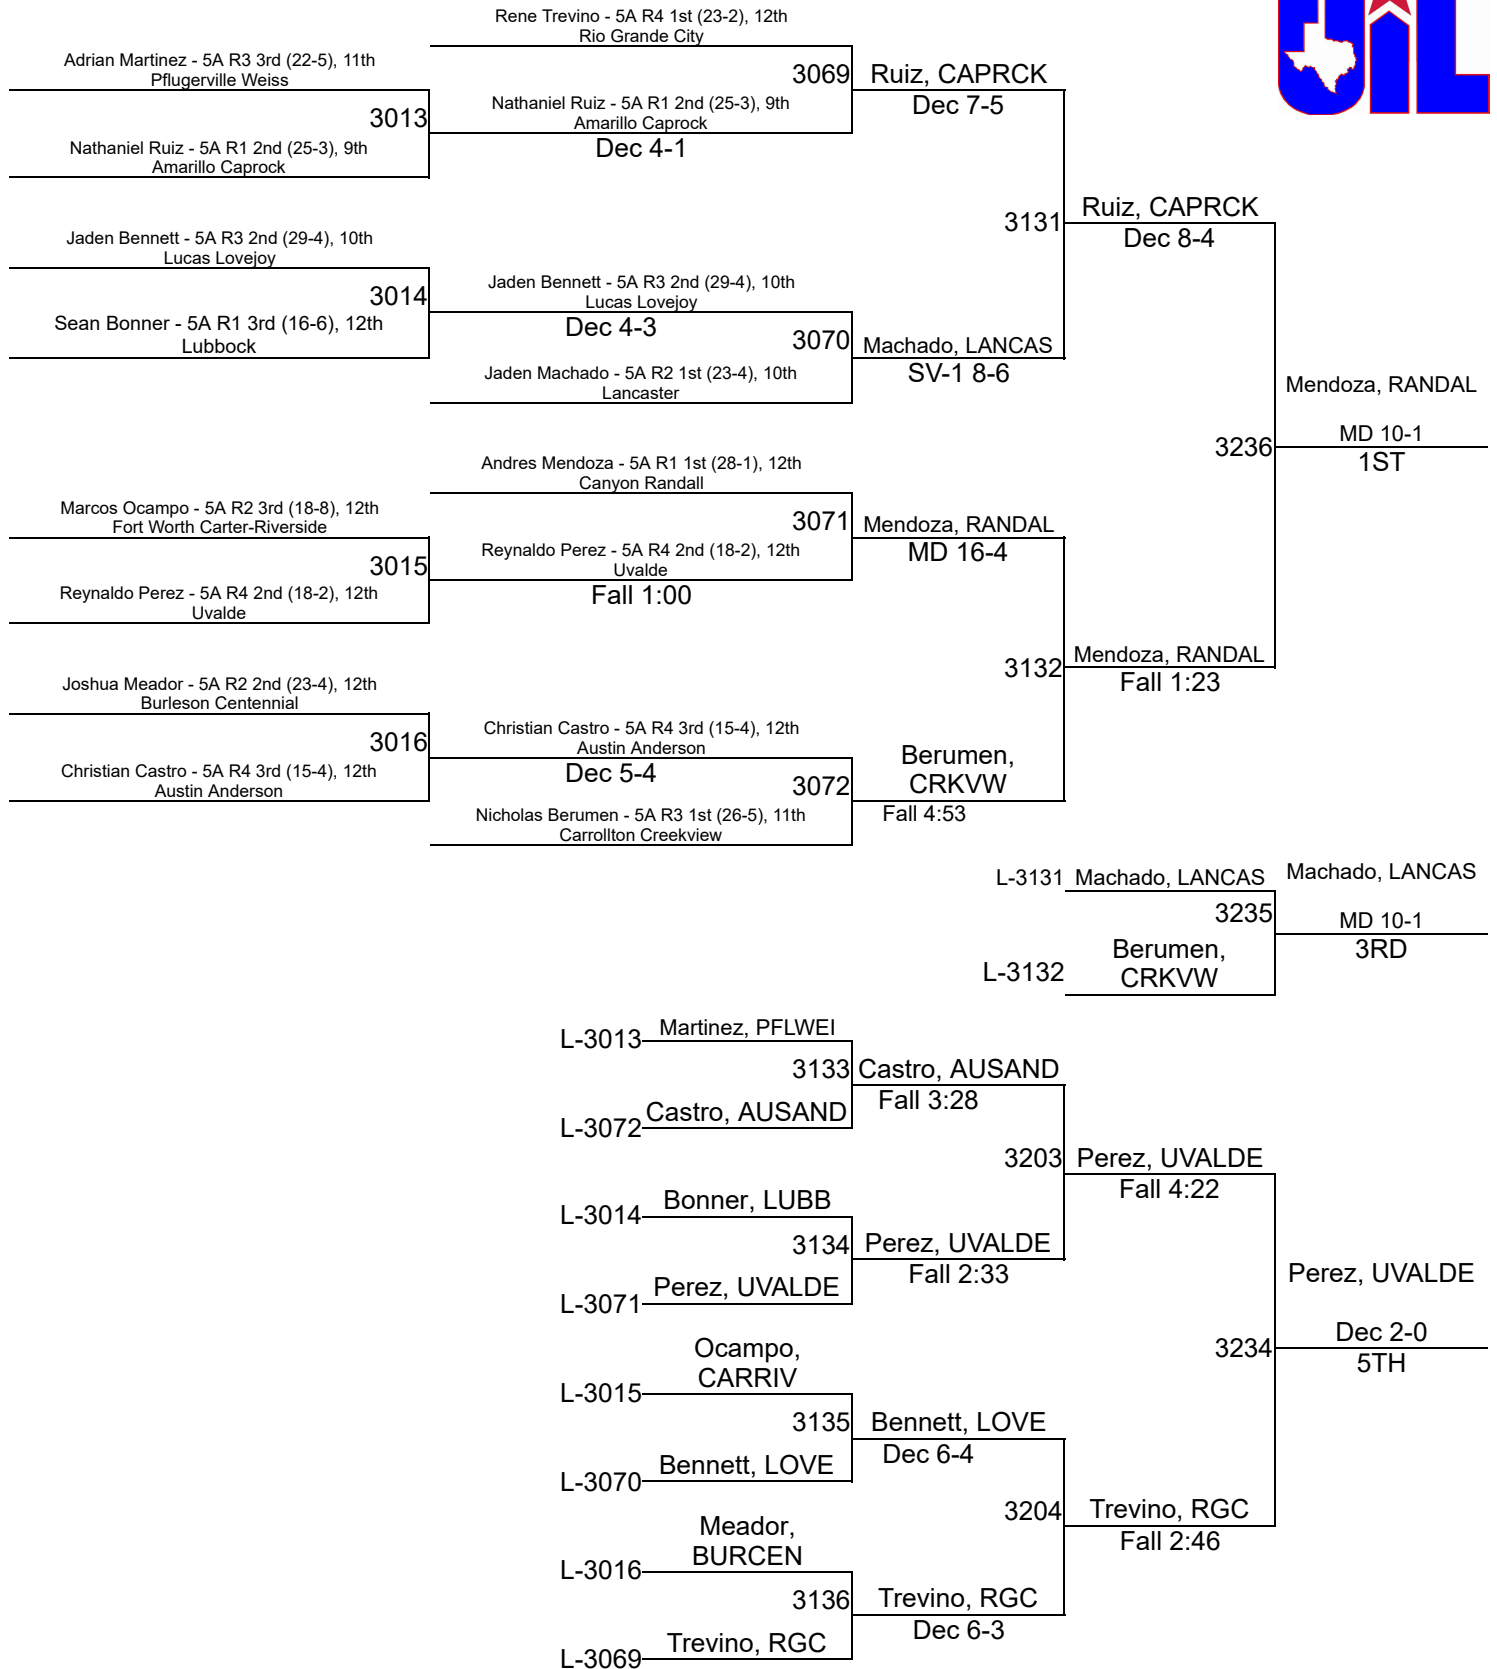 Rene Trevino - 5A R4 1st (23-2), 12th
Rio Grande City
UIL
Adrian Martinez - 5A R3 3rd (22-5), 11th
Pflugerville Weiss
3069
Ruiz, CAPRCK
Dec 7-5
3013
Nathaniel Ruiz - 5A R1 2nd (25-3), 9th
Amarillo Caprock
Dec 4-1
Nathaniel Ruiz - 5A R1 2nd (25-3), 9th
Amarillo Caprock
3131
Ruiz, CAPRCK
Dec 8-4
Jaden Bennett - 5A R3 2nd (29-4), 10th
Lucas Lovejoy
3014
Jaden Bennett - 5A R3 2nd (29-4), 10th
Lucas Lovejoy
Dec 4-3
Sean Bonner - 5A R1 3rd (16-6), 12th
Lubbock
3070
Machado, LANCAS
SV-1 8-6
Jaden Machado - 5A R2 1st (23-4), 10th
Lancaster
Mendoza, RANDAL
3236
MD 10-1
1ST
Andres Mendoza - 5A R1 1st (28-1), 12th
Canyon Randall
Marcos Ocampo - 5A R2 3rd (18-8), 12th
Fort Worth Carter-Riverside
3071
Mendoza, RANDAL
MD 16-4
3015
Reynaldo Perez - 5A R4 2nd (18-2), 12th
Uvalde
Fall 1:00
Reynaldo Perez - 5A R4 2nd (18-2), 12th
Uvalde
3132
Mendoza, RANDAL
Fall 1:23
Joshua Meador - 5A R2 2nd (23-4), 12th
Burleson Centennial
3016
Christian Castro - 5A R4 3rd (15-4), 12th
Austin Anderson
Dec 5-4
Christian Castro - 5A R4 3rd (15-4), 12th
Austin Anderson
3072
Berumen,
CRKVW
Fall 4:53
Nicholas Berumen - 5A R3 1st (26-5), 11th
Carrollton Creekview
L-3131
Machado, LANCAS
Machado, LANCAS
3235
MD 10-1
3RD
L-3132
Berumen,
CRKVW
L-3013
Martinez, PFLWEI
3133
Castro, AUSAND
Fall 3:28
L-3072
Castro, AUSAND
3203
Perez, UVALDE
Fall 4:22
L-3014
Bonner, LUBB
3134
Perez, UVALDE
Fall 2:33
L-3071
Perez, UVALDE
Perez, UVALDE
3234
Dec 2-0
5TH
L-3015
Ocampo,
CARRIV
3135
Bennett, LOVE
Dec 6-4
L-3070
Bennett, LOVE
3204
Trevino, RGC
Fall 2:46
L-3016
Meador,
BURCEN
3136
Trevino, RGC
Dec 6-3
L-3069
Trevino, RGC